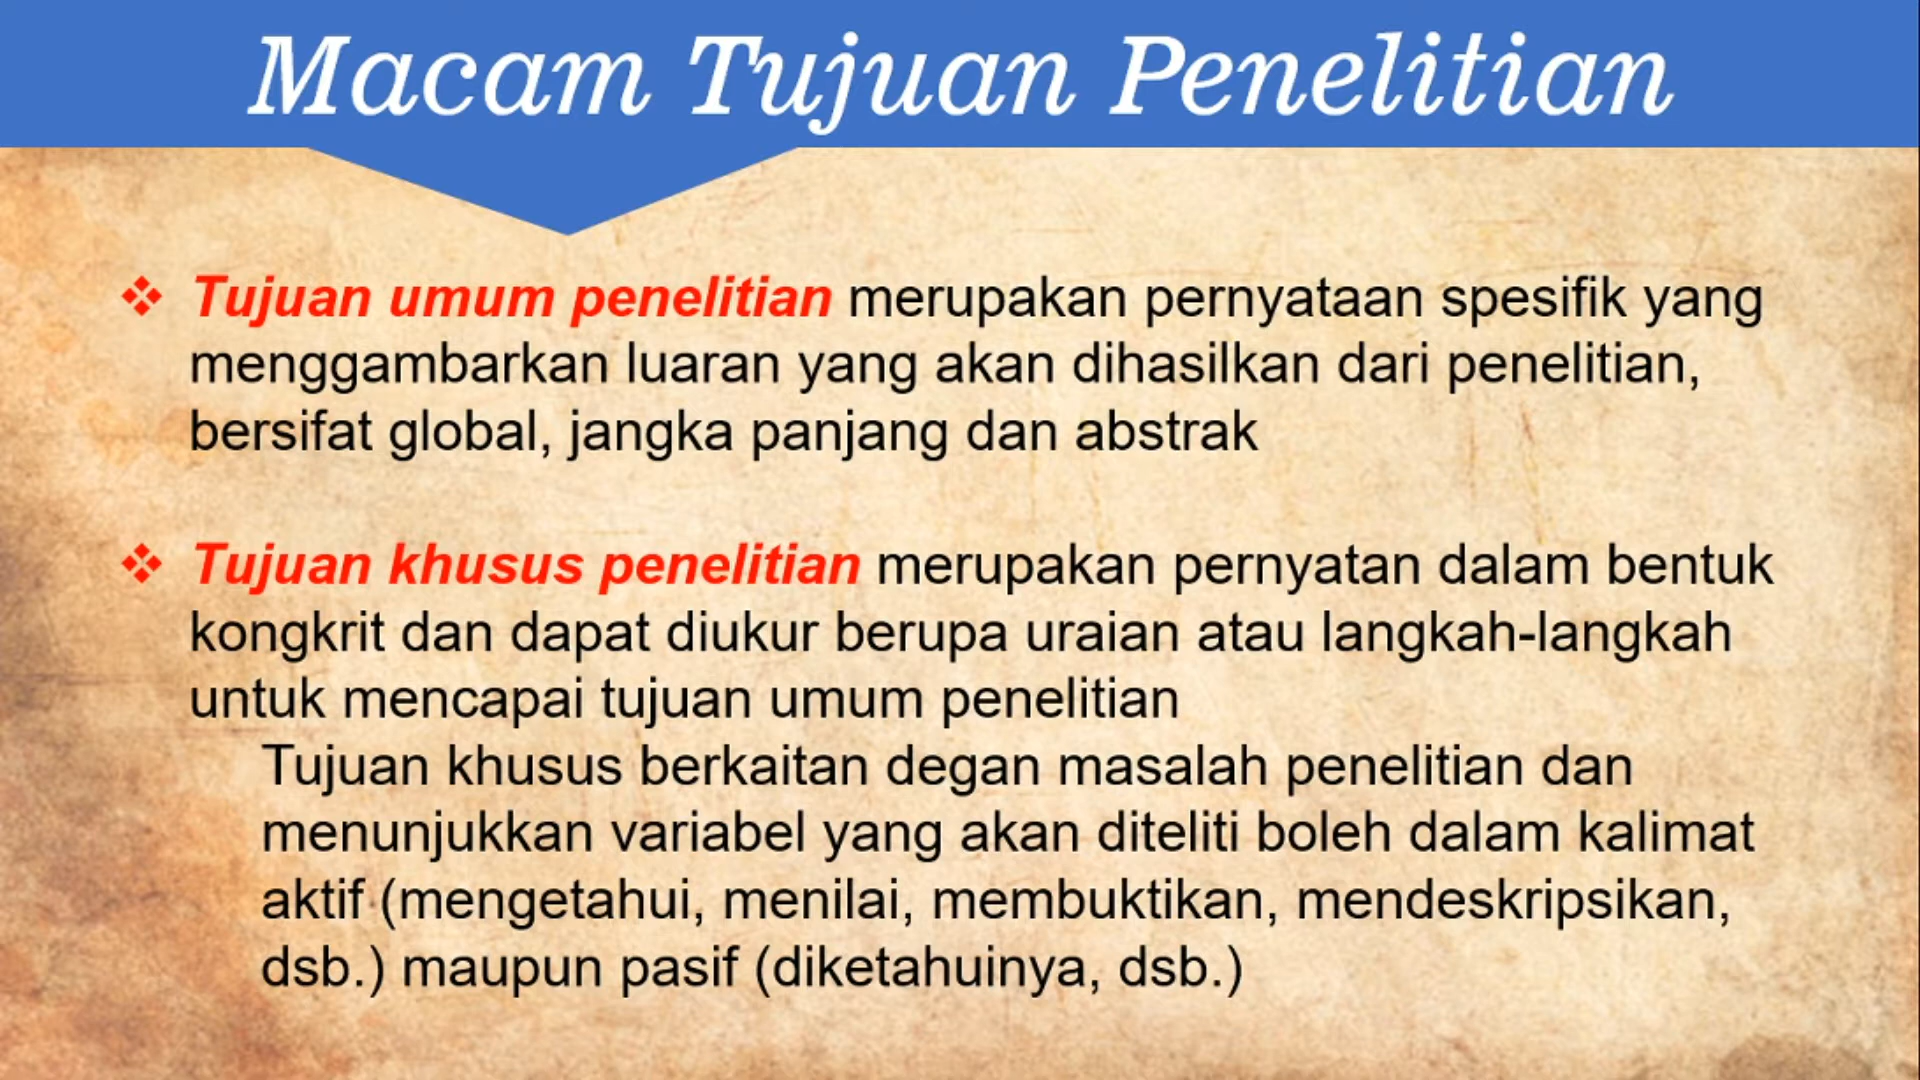 Macam Tujuan Penelitian
❖ Tujuan umum penelitian merupakan pernyataan spesifik yang
menggambarkan luaran yang akan dihasilkan dari penelitian,
bersifat global, jangka panjang dan abstrak
❖ Tujuan khusus penelitian merupakan pernyatan dalam bentuk
kongkrit dan dapat diukur berupa uraian atau langkah-langkah
untuk mencapai tujuan umum penelitian
Tujuan khusus berkaitan degan masalah penelitian dan
menunjukkan variabel yang akan diteliti boleh dalam kalimat
aktif (mengetahui, menilai, membuktikan, mendeskripsikan,
dsb.) maupun pasif (diketahuinya, dsb.)